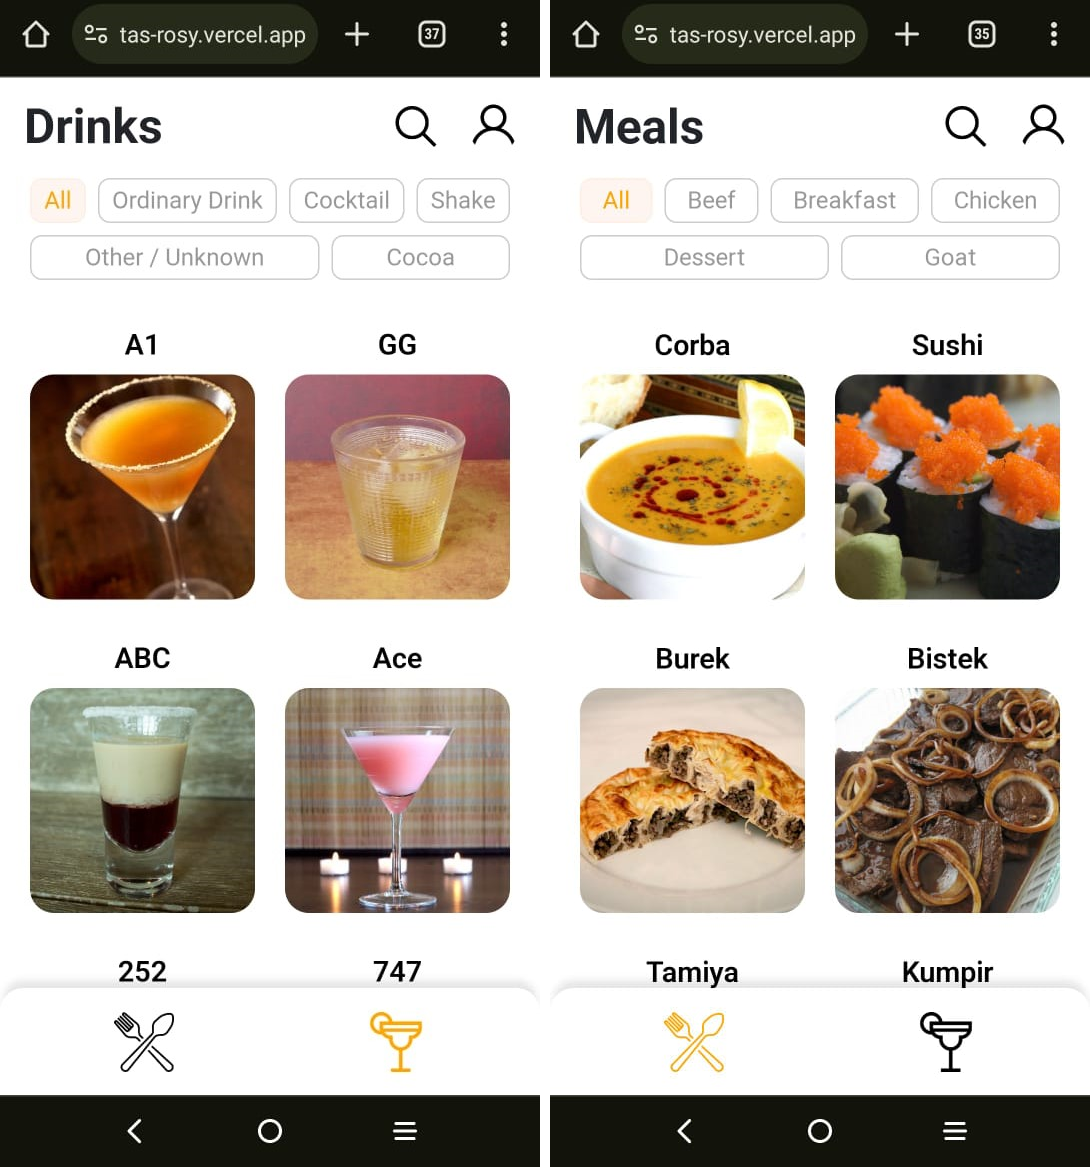 37
tas-rosy.vercel.app
Drinks
All
Ordinary Drink
Cocktail
Shake
Other / Unknown
Cocoa
A1
GG
ABC
Ace
252
747
35
tas-rosy.vercel.app
Meals
All
Beef
Breakfast
Chicken
Dessert
Goat
Corba
Sushi
Burek
Bistek
Tamiya
Kumpir